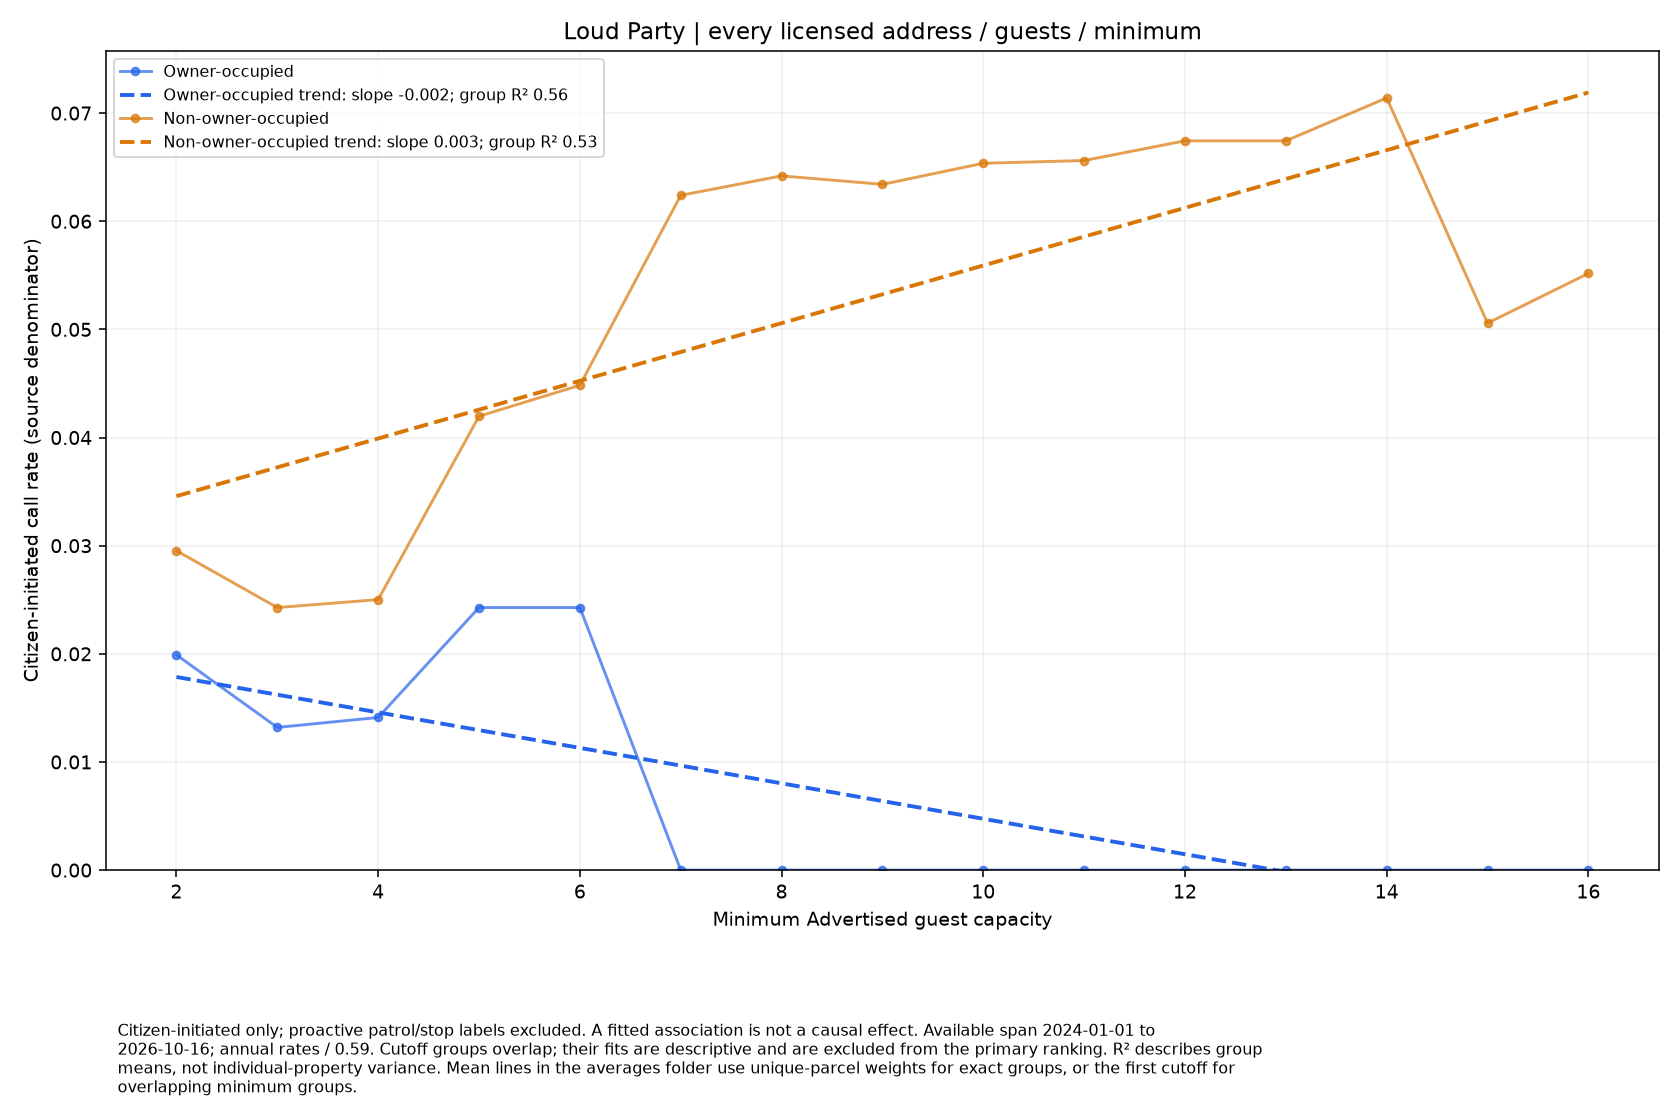 Loud Party | every licensed address / guests / minimum
Owner-occupied
Owner-occupied trend: slope -0.002; group R² 0.56
Non-owner-occupied
Non-owner-occupied trend: slope 0.003; group R² 0.53
Citizen-initiated call rate (source denominator)
0.07
0.06
0.05
0.04
0.03
0.02
0.01
0.00
2 4 6 8 10 12 14 16
Minimum Advertised guest capacity
Citizen-initiated only; proactive patrol/stop labels excluded. A fitted association is not a causal effect. Available span 2024-01-01 to
2026-10-16; annual rates / 0.59. Cutoff groups overlap; their fits are descriptive and are excluded from the primary ranking. R² describes group
means, not individual-property variance. Mean lines in the averages folder use unique-parcel weights for exact groups, or the first cutoff for
overlapping minimum groups.